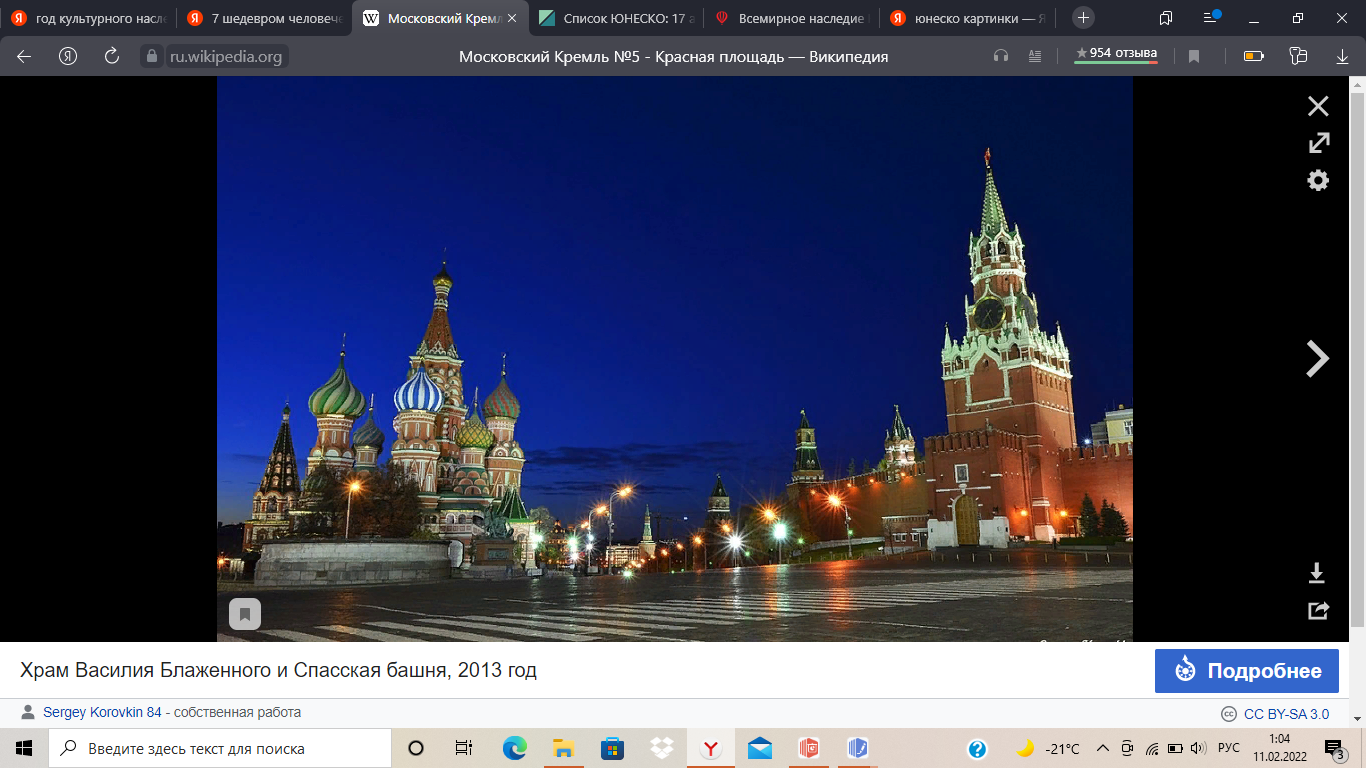 год культурного насле
7 шедевром человече
Московский Кремл
Список ЮНЕСКО: 17 а
Всемирное наследие
юнеско картинки — Я
ru.wikipedia.org
Московский Кремль №5 - Красная площадь — Википедия
954 отзыва
Храм Василия Блаженного и Спасская башня, 2013 год
Подробнее
Sergey Korovkin 84 - собственная работа
CC BY-SA 3.0
Введите здесь текст для поиска
-21°C
РУС
1:04
11.02.2022
3